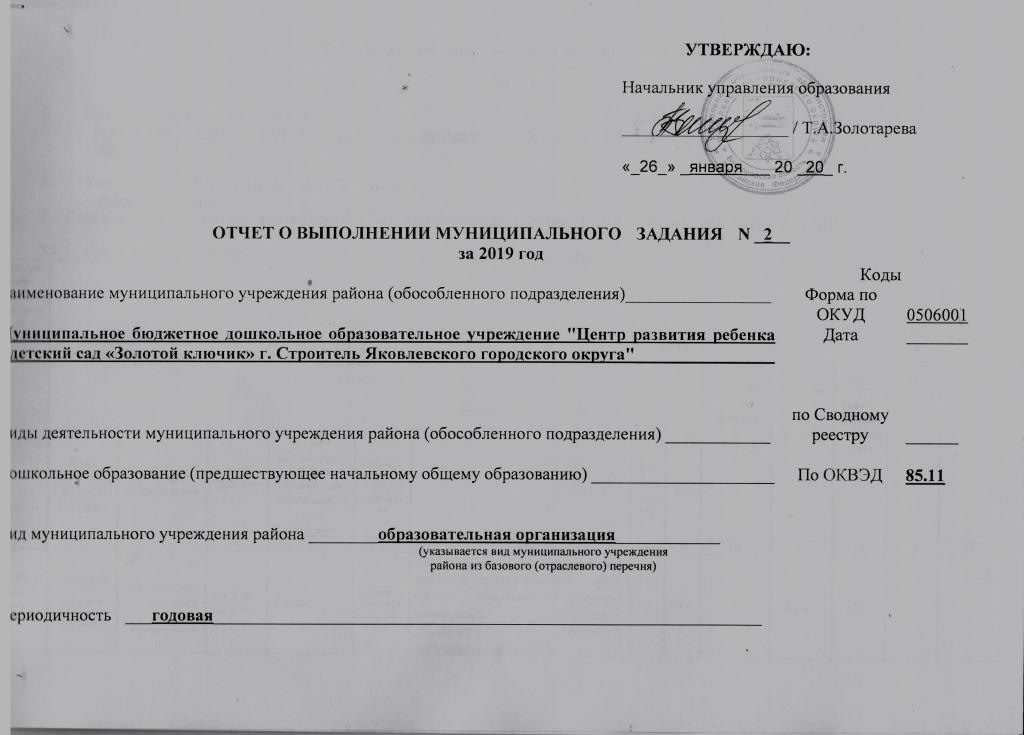 УТВЕРЖДАЮ:
Начальник управления образования
/ Т.А.Золотарева
«_26_» января 20 20 г.
ОТЧЕТ О ВЫПОЛНЕНИИ МУНИЦИПАЛЬНОГО ЗАДАНИЯ N 2
за 2019 год
Коды
аименование муниципального учреждения района (обособленного подразделения)
Форма по ОКУД 0506001
униципальное бюджетное дошкольное образовательное учреждение "Центр развития ребенка
Дата
детский сад «Золотой ключик» г. Строитель Яковлевского городского округа"
по Сводному
иды деятельности муниципального учреждения района (обособленного подразделения) реестру
ошкольное образование (предшествующее начальному общему образованию) По ОКВЭД 85.11
ид муниципального учреждения района образовательная организация
(указывается вид муниципального учреждения
района из базового (отраслевого) перечня)
ериодичность годовая